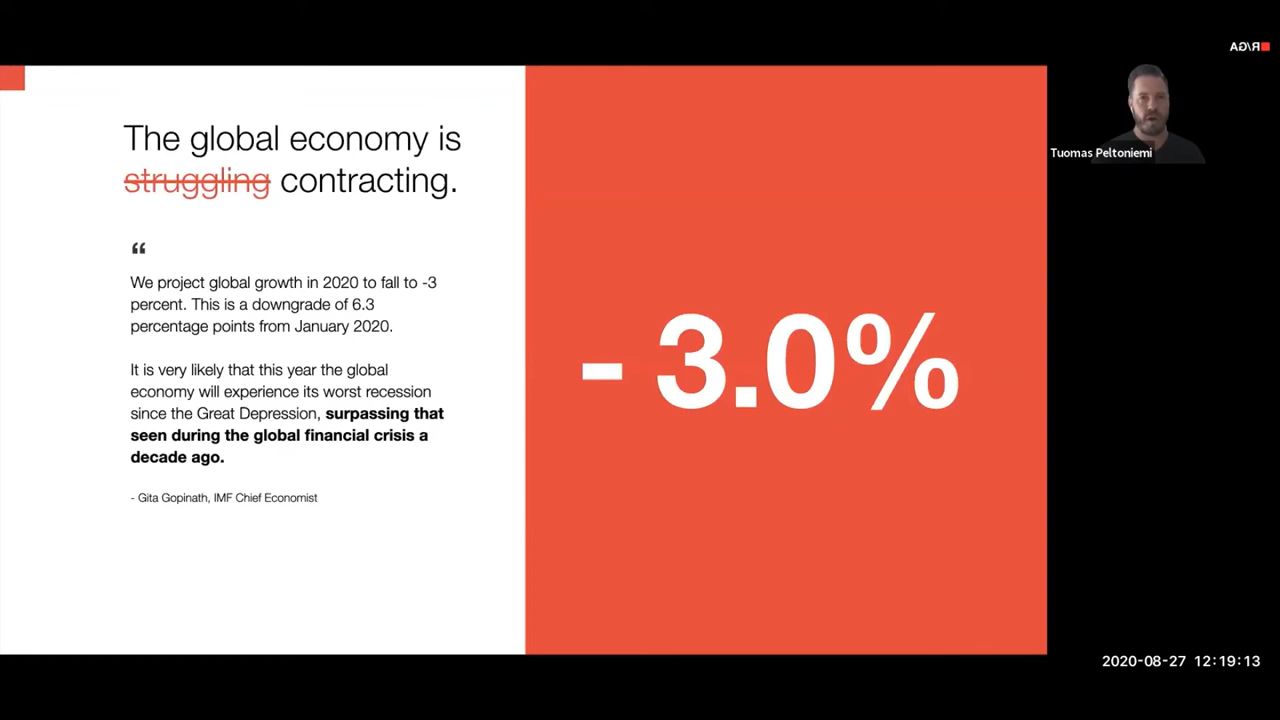 The global economy is
struggling contracting.
“
We project global growth in 2020 to fall to -3
percent. This is a downgrade of 6.3
percentage points from January 2020.
It is very likely that this year the global
economy will experience its worst recession
since the Great Depression, surpassing that
seen during the global financial crisis a
decade ago.
- Gita Gopinath, IMF Chief Economist
- 3.0%
R/GA
Tuomas Peltoniemi
2020-08-27 12:19:13